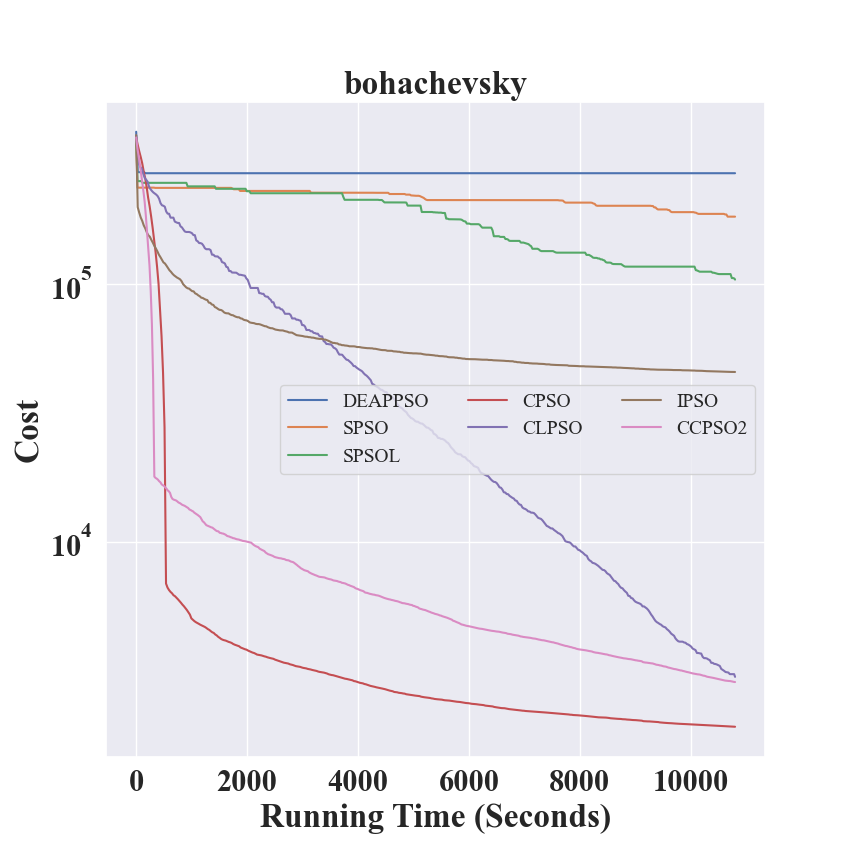 bohachevsky
Cost
10^5
10^4
DEAPPSO
SPSO
SPSOL
CPSO
CLPSO
IPSO
CCPSO2
0 2000 4000 6000 8000 10000
Running Time (Seconds)